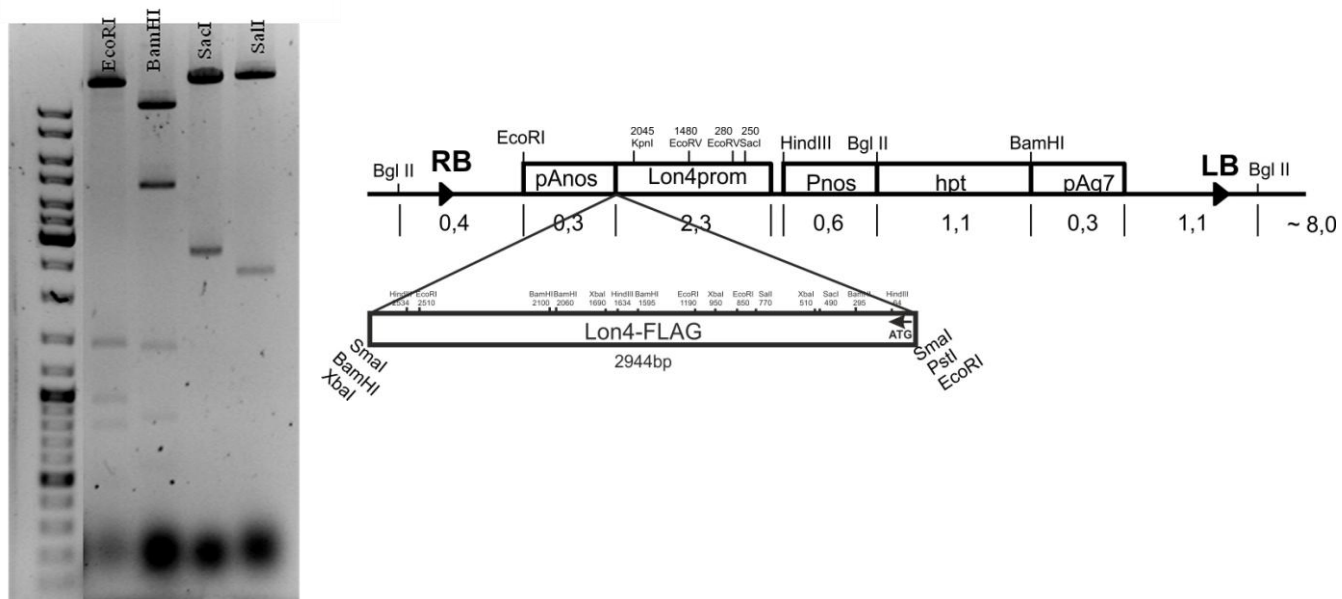 EcoRI BamHI SacI SalI
2045 1480 280 250
KpnI EcoRV EcoRV SacI
EcoRI HindIII Bgl II BamHI
Bgl II RB LB Bgl II
pAnos Lon4prom Pnos hpt pAg7
0,4 0,3 2,3 0,6 1,1 0,3 1,1 ~ 8,0
HindIII EcoRI BamHI BamHI XbaI HindIII BamHI EcoRI XbaI EcoRI SalI XbaI SacI BamHI HindIII
2534 2510 2100 2060 1690 1634 1595 1190 950 850 770 510 490 295
Lon4-FLAG
ATG
2944bp
SmaI
BamHI
XbaI
SmaI
PstI
EcoRI